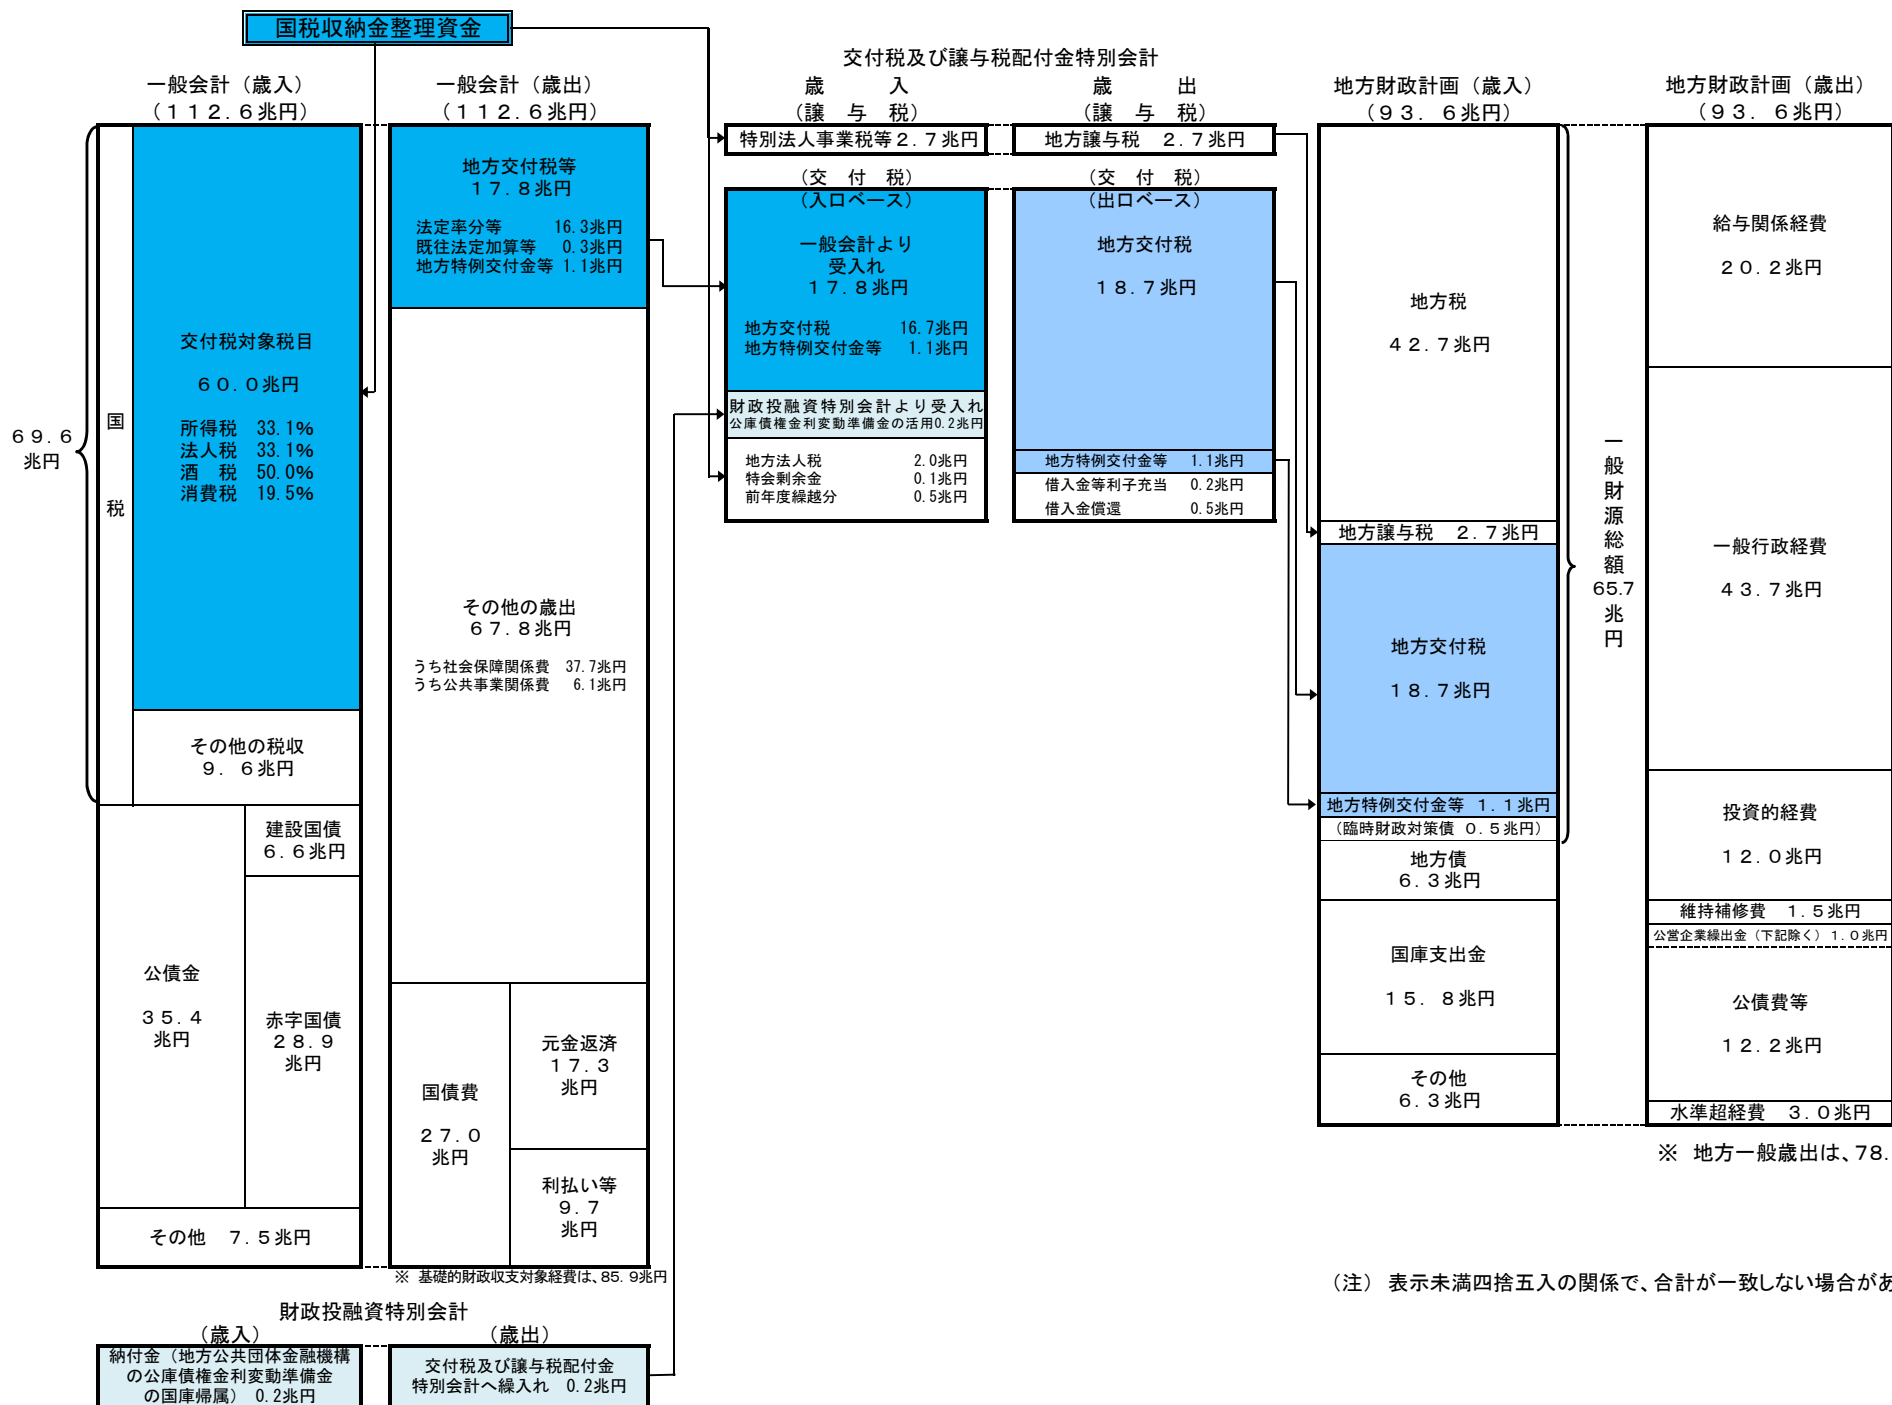 国税収納金整理資金
一般会計（歳入）
（１１２．６兆円）
６９．６
兆円
国
税
交付税対象税目
６０．０兆円
所得税　33.1%
法人税　33.1%
酒　税　50.0%
消費税　19.5%
その他の税収
９．６兆円
公債金
３５．４
兆円
建設国債
６．６兆円
赤字国債
２８．９
兆円
その他　７．５兆円
一般会計（歳出）
（１１２．６兆円）
地方交付税等
１７．８兆円
法定率分等　16.3兆円
既往法定加算等　0.3兆円
地方特例交付金等　1.1兆円
その他の歳出
６７．８兆円
うち社会保障関係費　37.7兆円
うち公共事業関係費　6.1兆円
国債費
２７．０
兆円
元金返済
１７．３
兆円
利払い等
９．７
兆円
※　基礎的財政収支対象経費は、85.9兆円
財政投融資特別会計
（歳入）
納付金（地方公共団体金融機構
の公庫債権金利変動準備金
の国庫帰属）　0.2兆円
（歳出）
交付税及び譲与税配付金
特別会計へ繰入れ　0.2兆円
交付税及び譲与税配付金特別会計
歳　入
（譲　与　税）
特別法人事業税等２．７兆円
（交　付　税）
（入口ベース）
一般会計より
受入れ
１７．８兆円
地方交付税　16.7兆円
地方特例交付金等　1.1兆円
財政投融資特別会計より受入れ
公庫債権金利変動準備金の活用0.2兆円
地方法人税　2.0兆円
特会剰余金　0.1兆円
前年度繰越分　0.5兆円
歳　出
（譲　与　税）
地方譲与税　２．７兆円
（交　付　税）
（出口ベース）
地方交付税
１８．７兆円
地方特例交付金等　1.1兆円
借入金等利子充当　0.2兆円
借入金償還　0.5兆円
地方財政計画（歳入）
（９３．６兆円）
地方税
４２．７兆円
地方譲与税　２．７兆円
地方交付税
１８．７兆円
地方特例交付金等　１．１兆円
（臨時財政対策債　０．５兆円）
地方債
６．３兆円
国庫支出金
１５．８兆円
その他
６．３兆円
一般財源総額65.7兆円
地方財政計画（歳出）
（９３．６兆円）
給与関係経費
２０．２兆円
一般行政経費
４３．７兆円
投資的経費
１２．０兆円
維持補修費　１．５兆円
公営企業繰出金（下記除く）１．０兆円
公債費等
１２．２兆円
水準超経費　３．０兆円
※　地方一般歳出は、78.
（注）　表示未満四捨五入の関係で、合計が一致しない場合があ